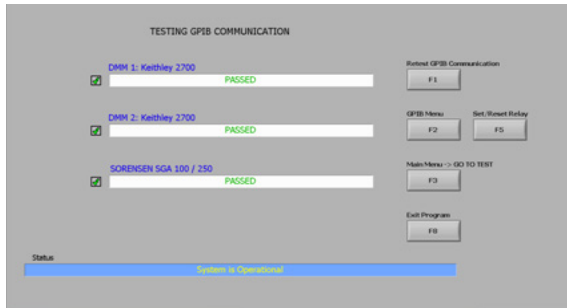 TESTING GPIB COMMUNICATION
DMM 1: Keithley 2700
PASSED
DMM 2: Keithley 2700
PASSED
SORENSEN SGA 100 / 250
PASSED
Retest GPIB Communication
F1
GPIB Menu
Set/Reset Relay
F2
F5
Main Menu -> GO TO TEST
F3
Exit Program
F8
Status
System is Operational